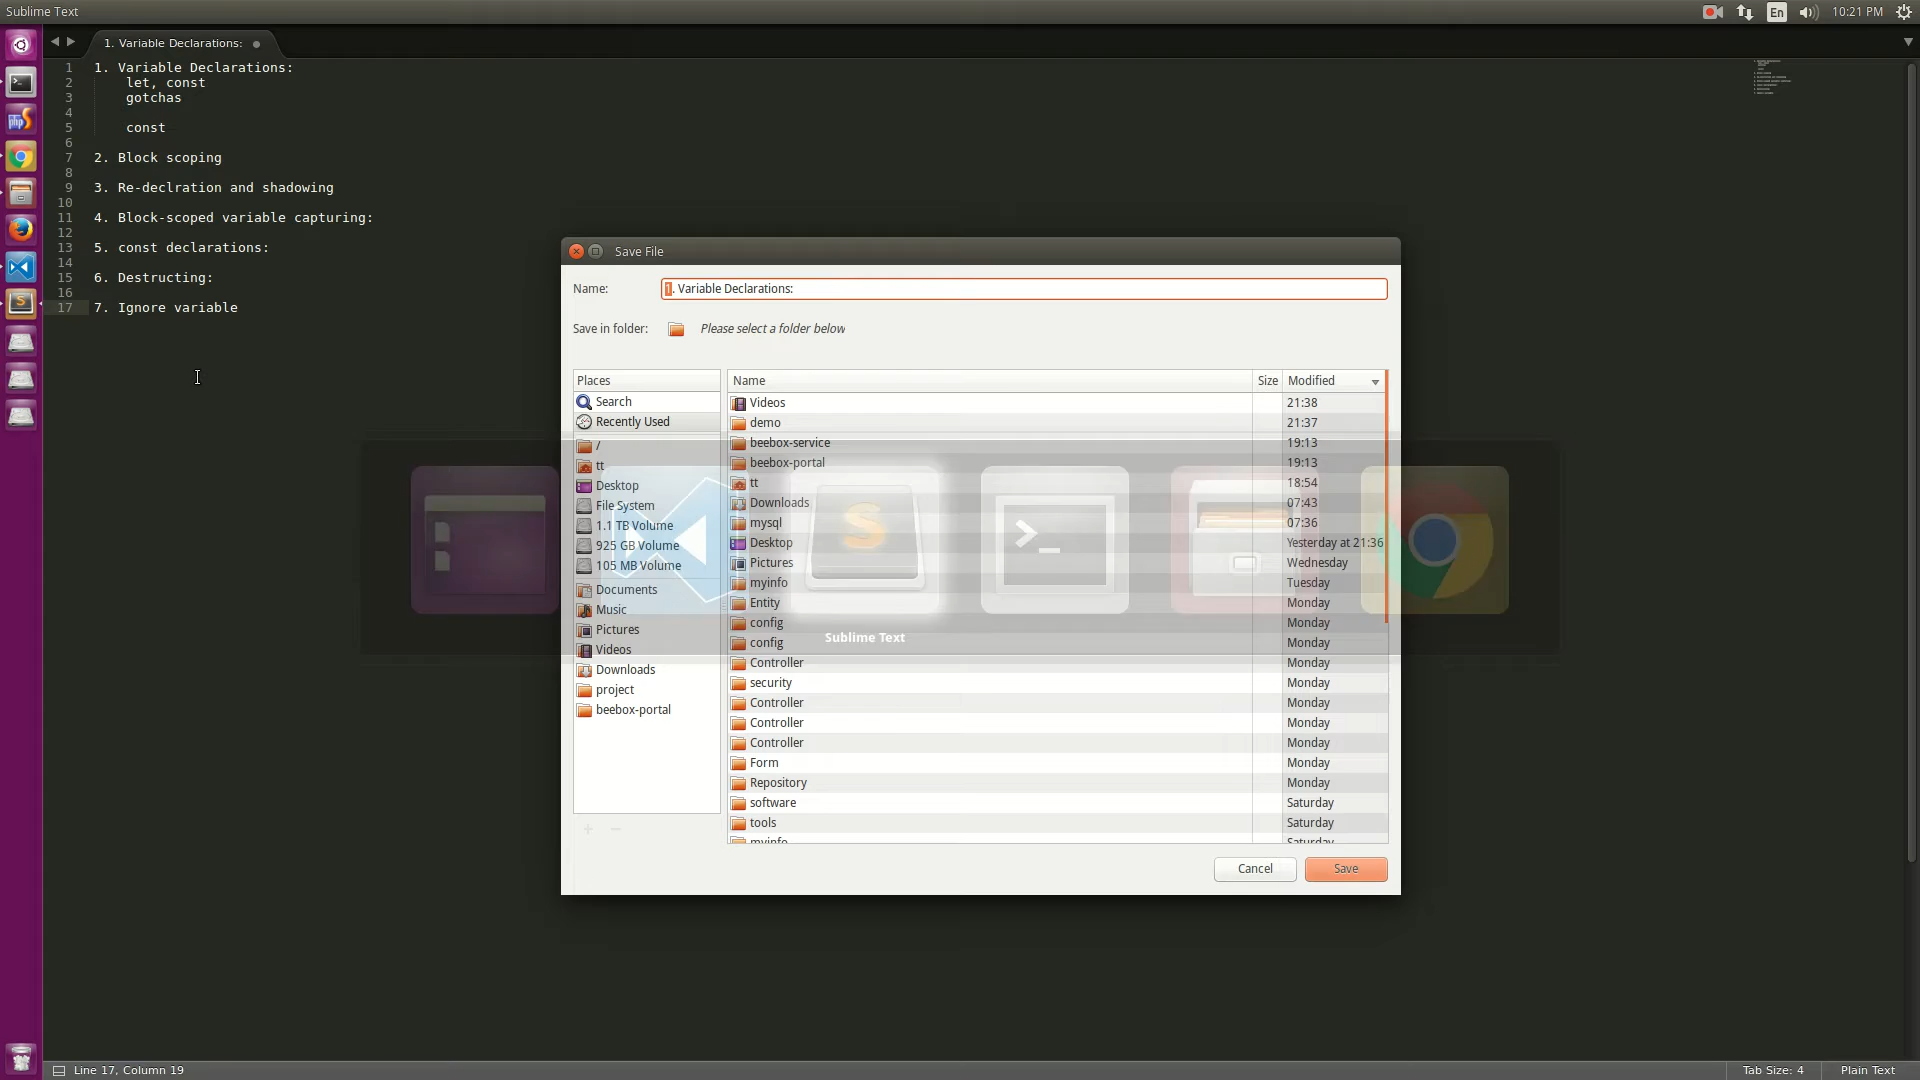 Sublime Text
En
10:21 PM
1. Variable Declarations:
1 1. Variable Declarations:
2 let, const
3 gotchas
4
5 const
6
7 2. Block scoping
8
9 3. Re-declration and shadowing
10
11 4. Block-scoped variable capturing:
12
13 5. const declarations:
14
15 6. Destructing:
16
17 7. Ignore variable
Save File
Name: 1. Variable Declarations:
Save in folder: Please select a folder below
Places
Search
Recently Used
/
tt
Desktop
File System
1.1 TB Volume
925 GB Volume
105 MB Volume
Documents
Music
Pictures
Videos
Downloads
project
beebox-portal
Name Size Modified
Videos 21:38
demo 21:37
beebox-service 19:13
beebox-portal 19:13
tt 18:54
Downloads 07:43
mysql 07:36
Desktop Yesterday at 21:36
Pictures Wednesday
myinfo Tuesday
Entity Monday
config Monday
config Monday
Controller Monday
security Monday
Controller Monday
Controller Monday
Controller Monday
Form Monday
Repository Monday
software Saturday
tools Saturday
myinfo Saturday
Sublime Text
Cancel Save
Line 17, Column 19
Tab Size: 4
Plain Text